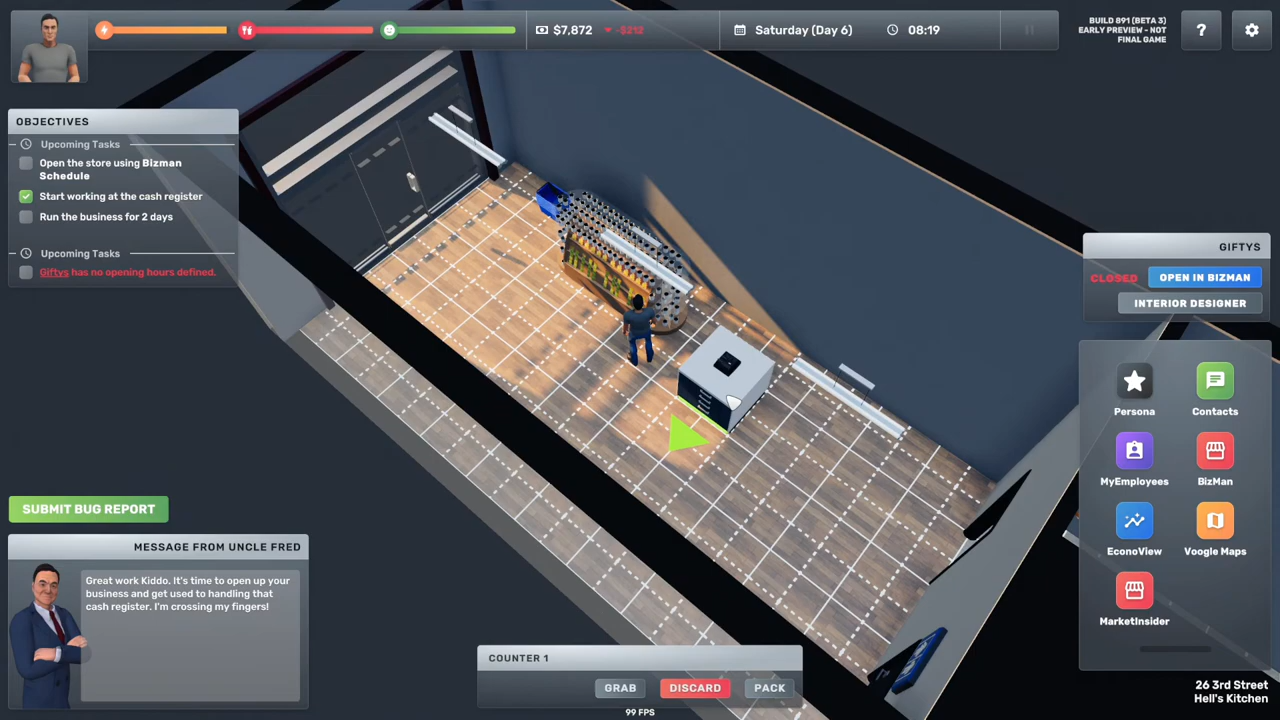 $7,872
-$212
Saturday (Day 6)
08:19
BUILD 891 (BETA 3)
EARLY PREVIEW - NOT
FINAL GAME
?
OBJECTIVES
Upcoming Tasks
Open the store using Bizman
Schedule
Start working at the cash register
Run the business for 2 days
Upcoming Tasks
Giftys has no opening hours defined.
GIFTYS
CLOSED
OPEN IN BIZMAN
INTERIOR DESIGNER
Persona
Contacts
MyEmployees
BizMan
EconoView
Voogle Maps
MarketInsider
SUBMIT BUG REPORT
MESSAGE FROM UNCLE FRED
Great work Kiddo. It's time to open up your
business and get used to handling that
cash register. I'm crossing my fingers!
COUNTER 1
GRAB
DISCARD
PACK
99 FPS
26 3rd Street
Hell's Kitchen